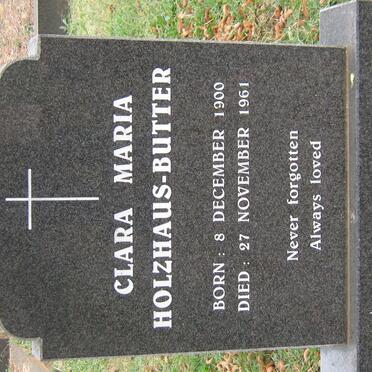 CLARA MARIA
HOLZHAUS-BUTTER
BORN: 8 DECEMBER 1900
DIED: 27 NOVEMBER 1961
Never forgotten
Always loved